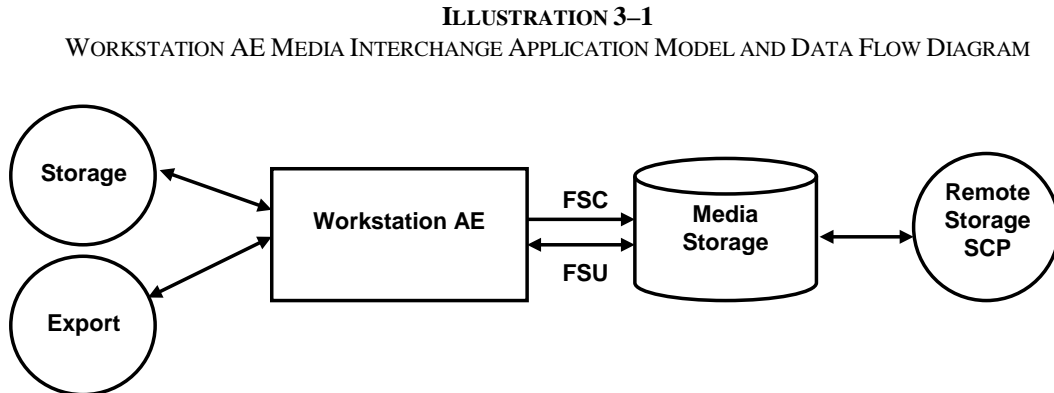 ILLUSTRATION 3–1
WORKSTATION AE MEDIA INTERCHANGE APPLICATION MODEL AND DATA FLOW DIAGRAM
Storage
Export
Workstation AE
FSC
FSU
Media
Storage
Remote
Storage
SCP